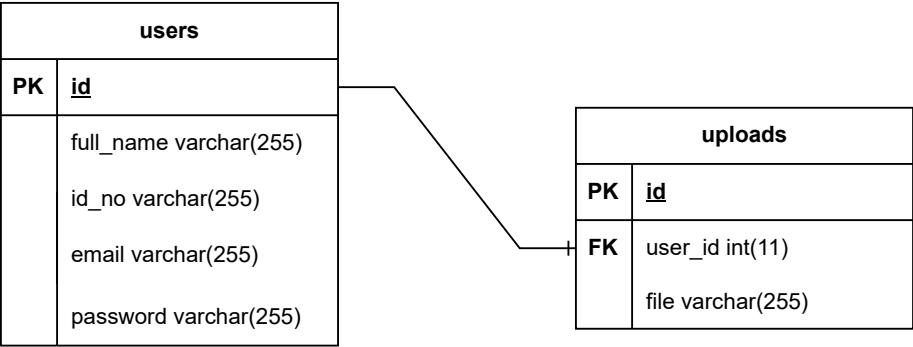 users
PK id
full_name varchar(255)
id_no varchar(255)
email varchar(255)
password varchar(255)
uploads
PK id
FK user_id int(11)
file varchar(255)